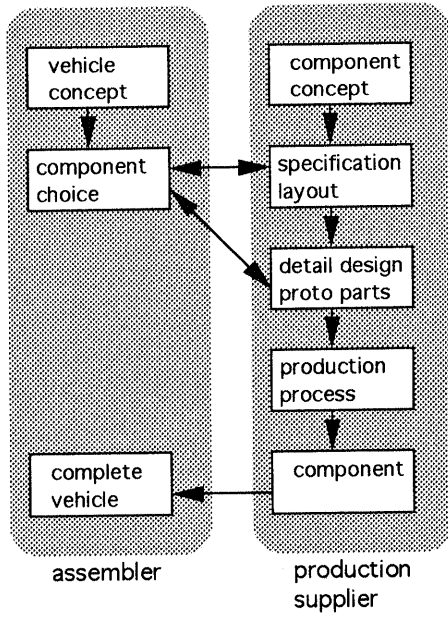 vehicle
concept
component
choice
complete
vehicle
assembler
component
concept
specification
layout
detail design
proto parts
production
process
component
production
supplier